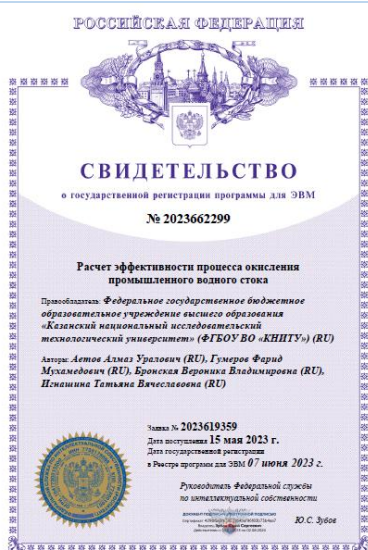 РОССИЙСКАЯ ФЕДЕРАЦИЯ
СВИДЕТЕЛЬСТВО
о государственной регистрации программы для ЭВМ
№ 2023662299
Расчет эффективности процесса окисления
промышленного водного стока
Правообладатель: Федеральное государственное бюджетное
образовательное учреждение высшего образования
«Казанский национальный исследовательский
технологический университет» (ФГБОУ ВО «КНИТУ») (RU)
Авторы: Аетов Алмаз Уралович (RU), Гумеров Фарид
Мухамедович (RU), Бронская Вероника Владимировна (RU),
Игнашина Татьяна Вячеславовна (RU)
Заявка № 2023619359
Дата поступления 15 мая 2023 г.
Дата государственной регистрации
в Реестре программ для ЭВМ 07 июня 2023 г.
Руководитель Федеральной службы
по интеллектуальной собственности
ДОКУМЕНТ ПОДПИСАН ЭЛЕКТРОННОЙ ПОДПИСЬЮ
Ю.С. Зубов